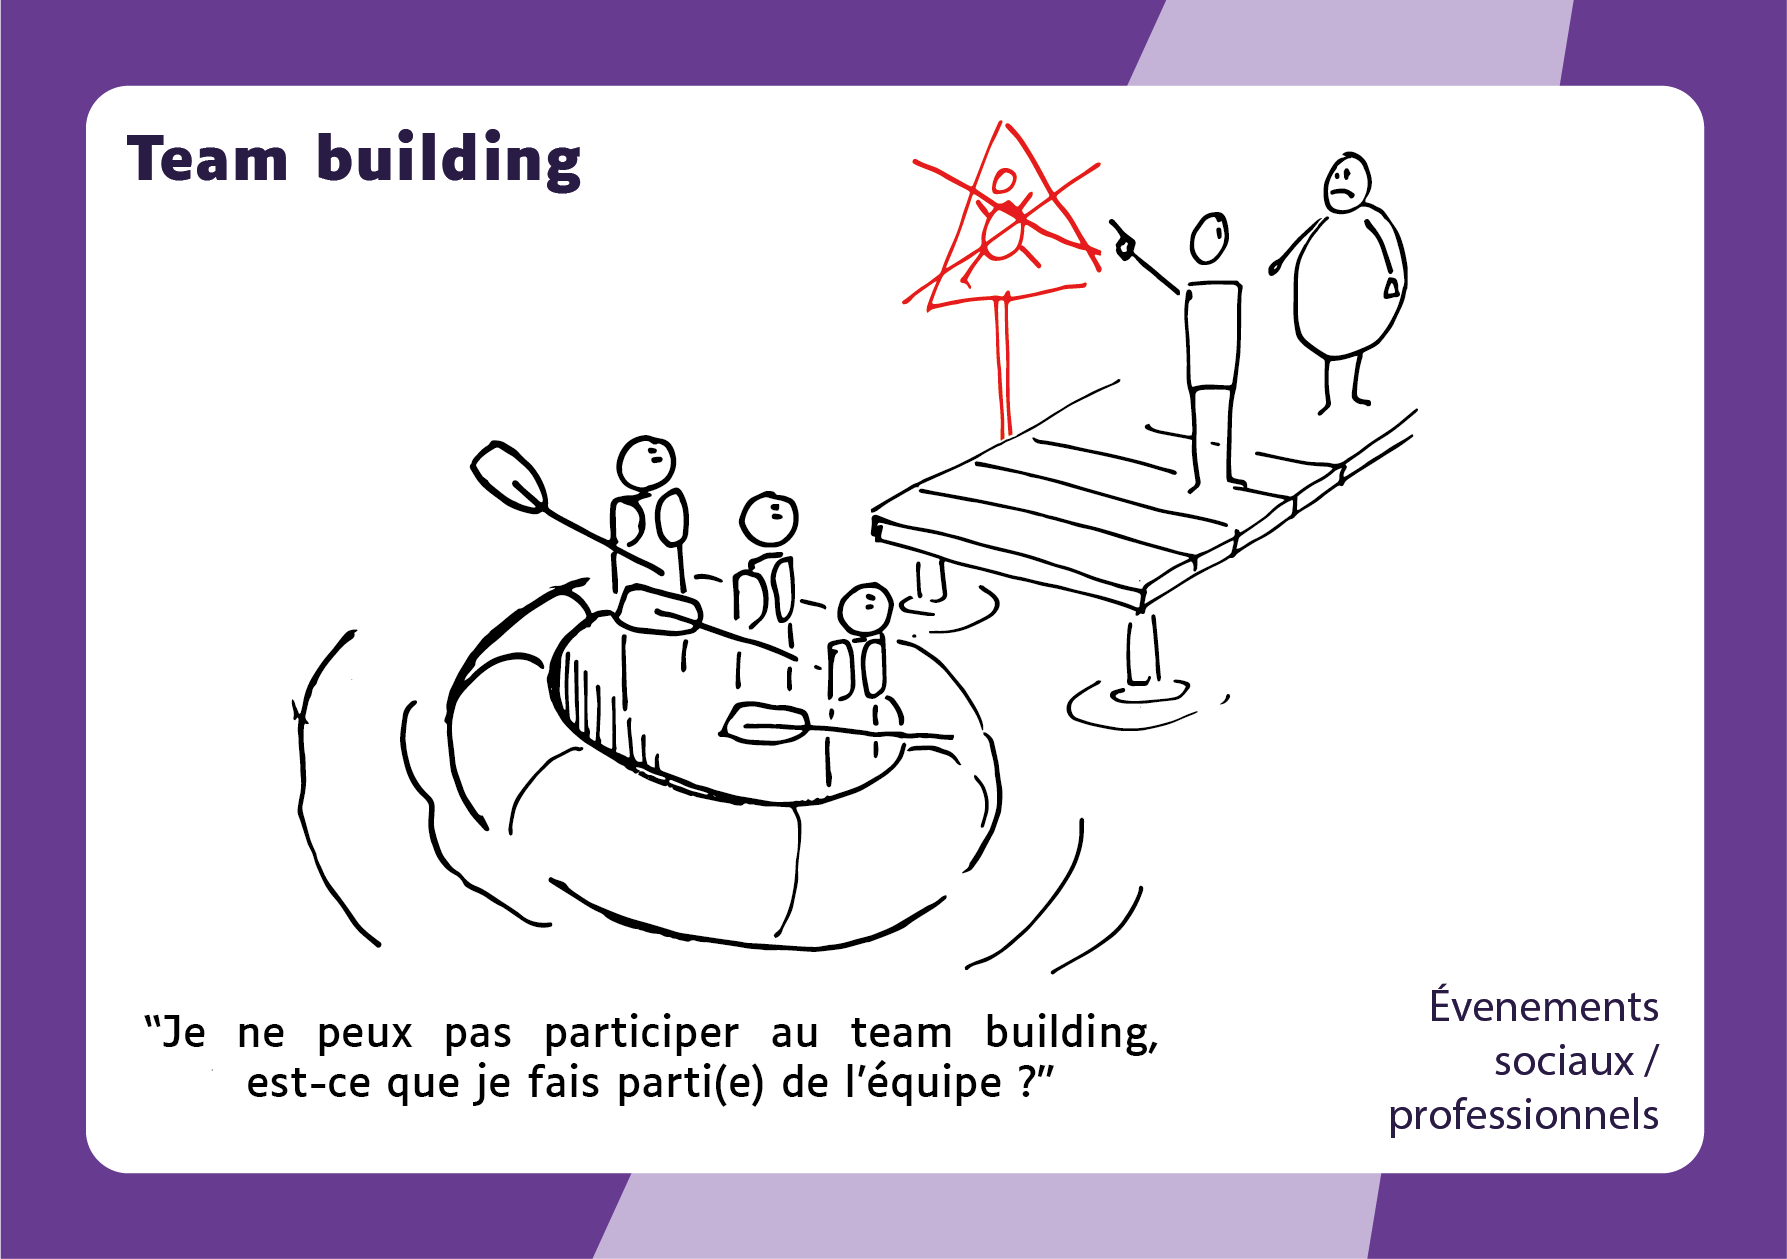 Team building
“Je ne peux pas participer au team building,
est-ce que je fais parti(e) de l’équipe ?”
Évenements
sociaux /
professionnels